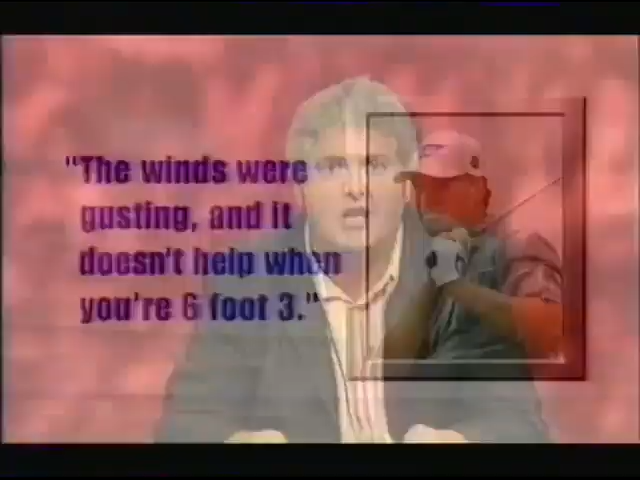 "The winds were
gusting, and it
doesn't help when
you're 6 foot 3."